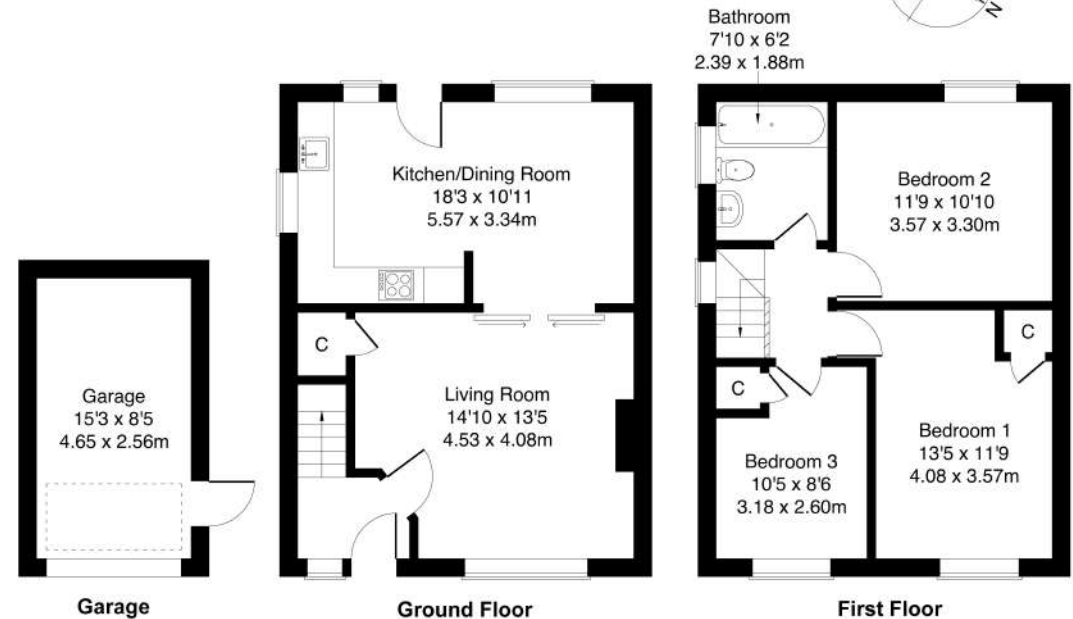 N
Bathroom
7'10 x 6'2
2.39 x 1.88m
Kitchen/Dining Room
18'3 x 10'11
5.57 x 3.34m
Bedroom 2
11'9 x 10'10
3.57 x 3.30m
C
Living Room
14'10 x 13'5
4.53 x 4.08m
Garage
15'3 x 8'5
4.65 x 2.56m
C
C
Bedroom 1
13'5 x 11'9
4.08 x 3.57m
Bedroom 3
10'5 x 8'6
3.18 x 2.60m
Garage
Ground Floor
First Floor